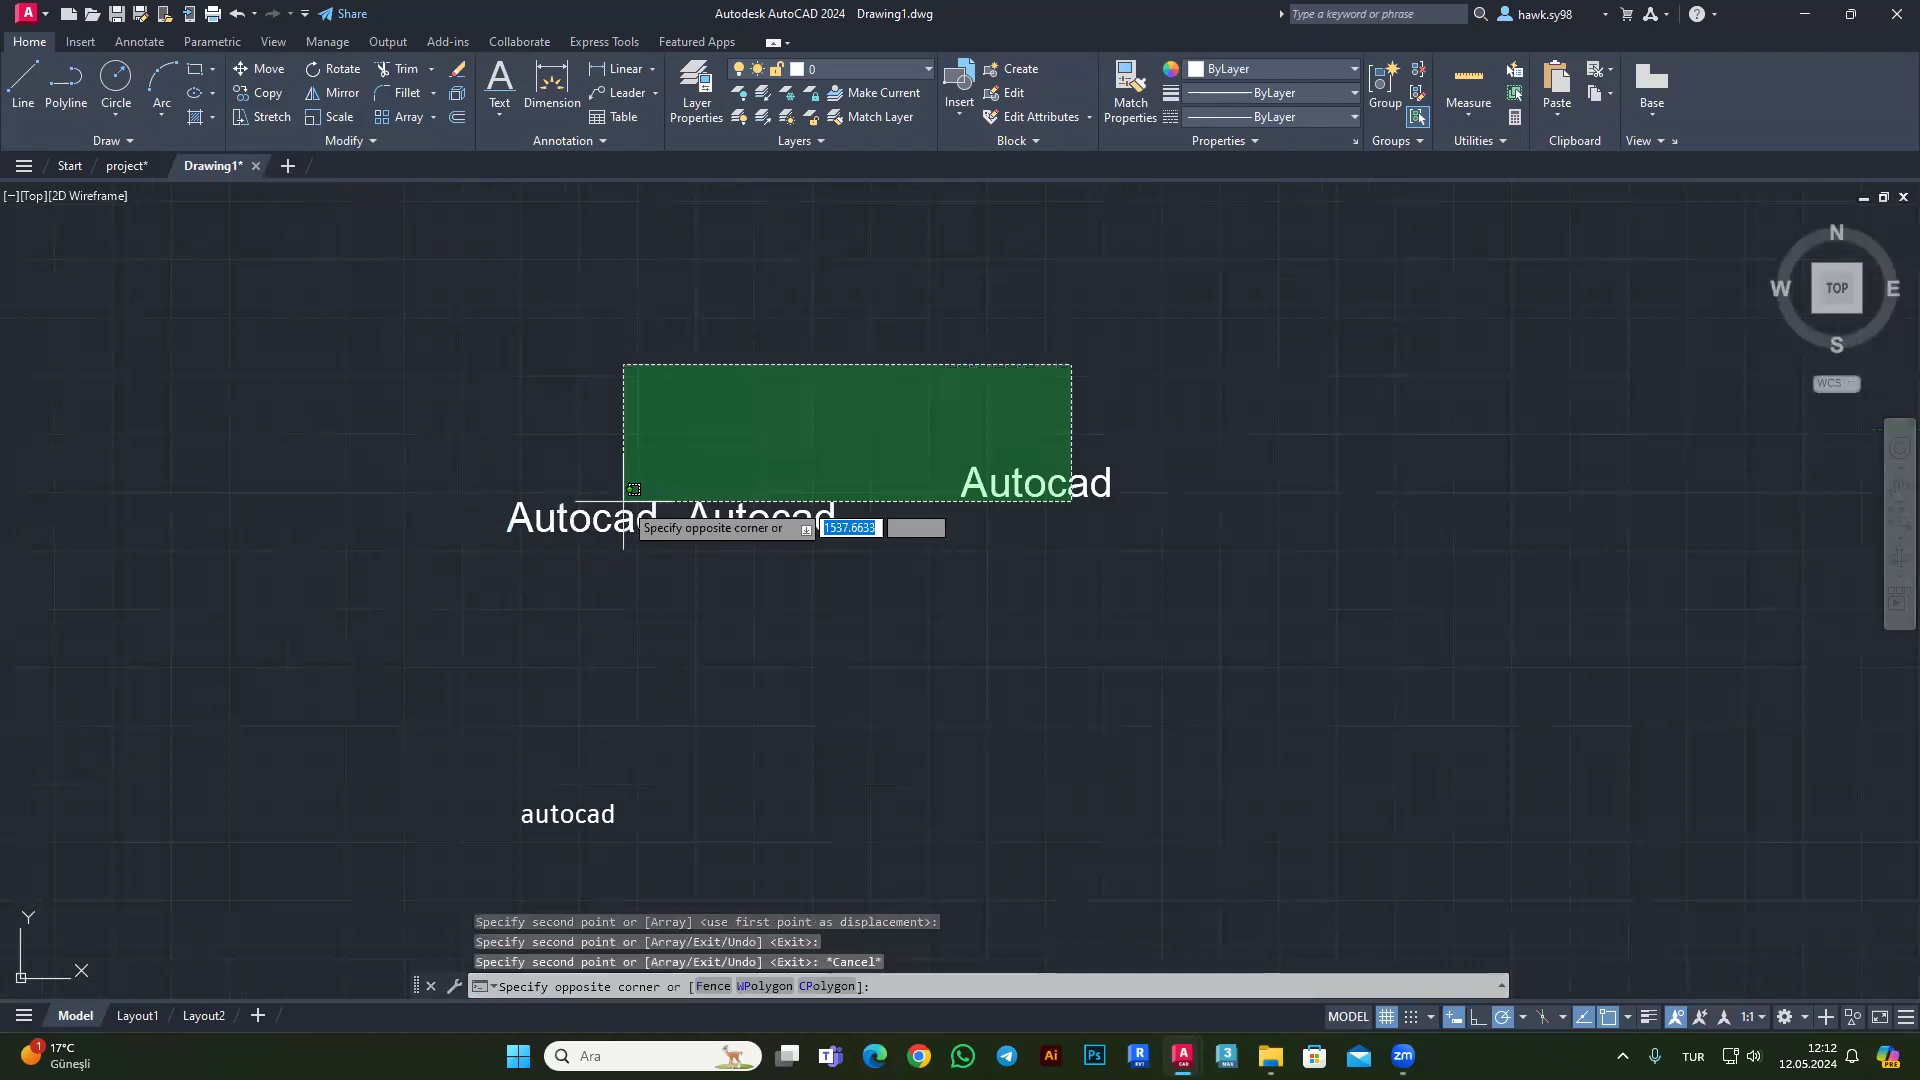 Share
Autodesk AutoCAD 2024 Drawing1.dwg
Type a keyword or phrase
hawk.sy98
Home Insert Annotate Parametric View Manage Output Add-ins Collaborate Express Tools Featured Apps
Line Polyline Circle Arc
Move Rotate Trim
Copy Mirror Fillet
Stretch Scale Array
Text Dimension
Linear
Leader
Table
Layer Properties
0
Make Current
Match Layer
Insert
Create
Edit
Edit Attributes
Match Properties
ByLayer
ByLayer
ByLayer
Group Measure Paste Base
Draw Modify Annotation Layers Block Properties Groups Utilities Clipboard View
Start project* Drawing1*
[−][Top][2D Wireframe]
N
W TOP E
S
WCS
Autocad
Autocad Autocad
Specify opposite corner or 1537.6633
autocad
Y
X
Specify second point or [Array] <use first point as displacement>:
Specify second point or [Array/Exit/Undo] <Exit>:
Specify second point or [Array/Exit/Undo] <Exit>: *Cancel*
Specify opposite corner or [Fence WPolygon CPolygon]:
Model Layout1 Layout2
MODEL 1:1
17°C
Güneşli
Ara
TUR
12:12
12.05.2024